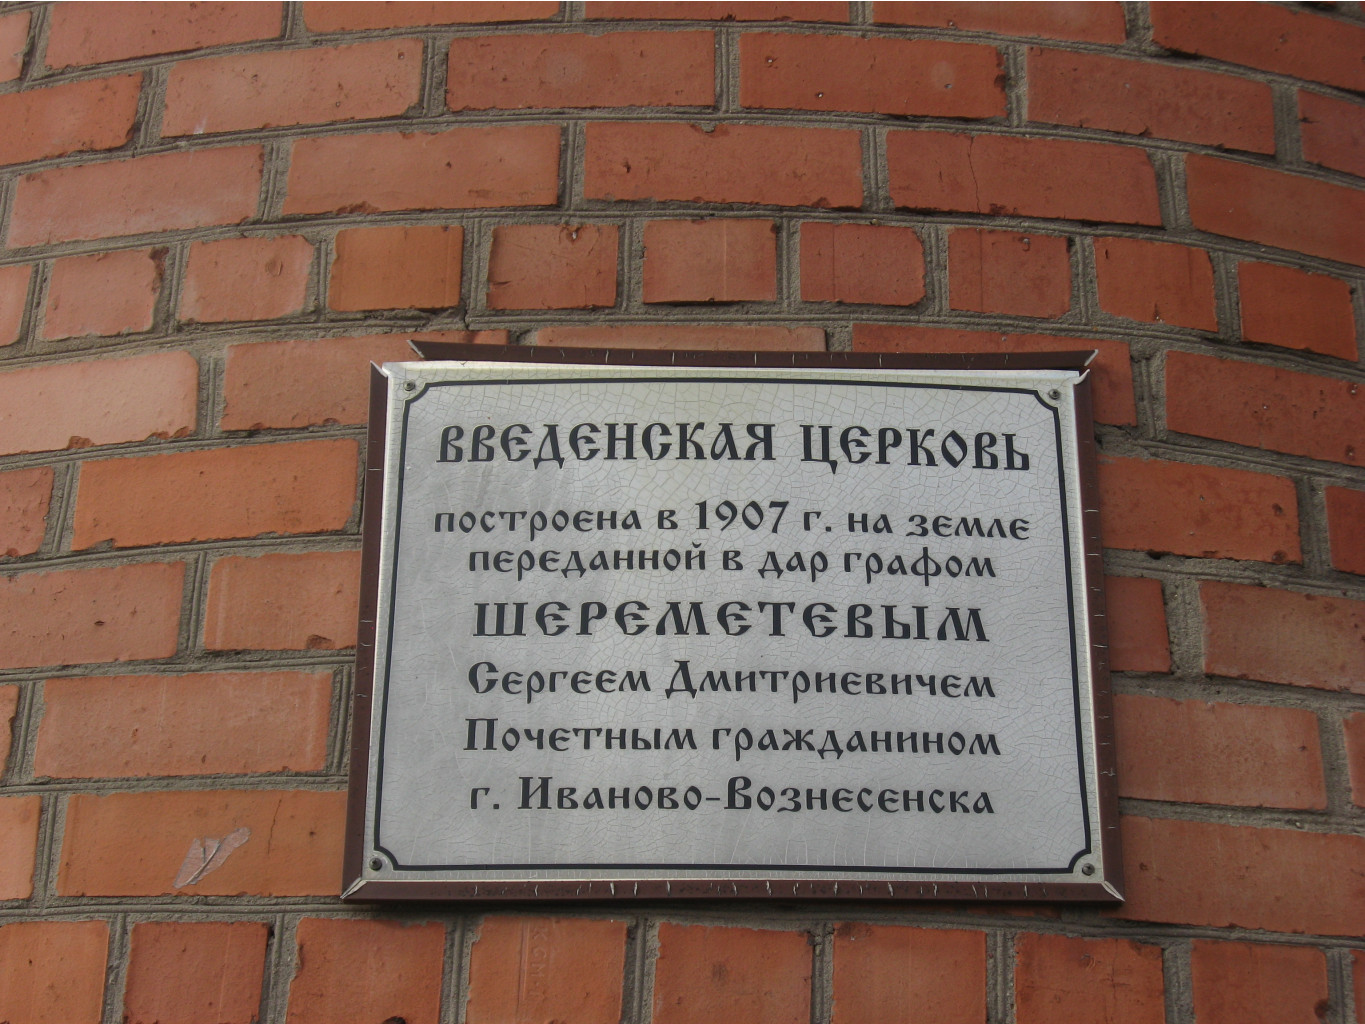 ВВЕДЕНСКАЯ ЦЕРКОВЬ
построена в 1907 г. на земле
переданной в дар графом
ШЕРЕМЕТЕВЫМ
Сергеем Дмитриевичем
Почетным гражданином
г. Иваново-Вознесенска